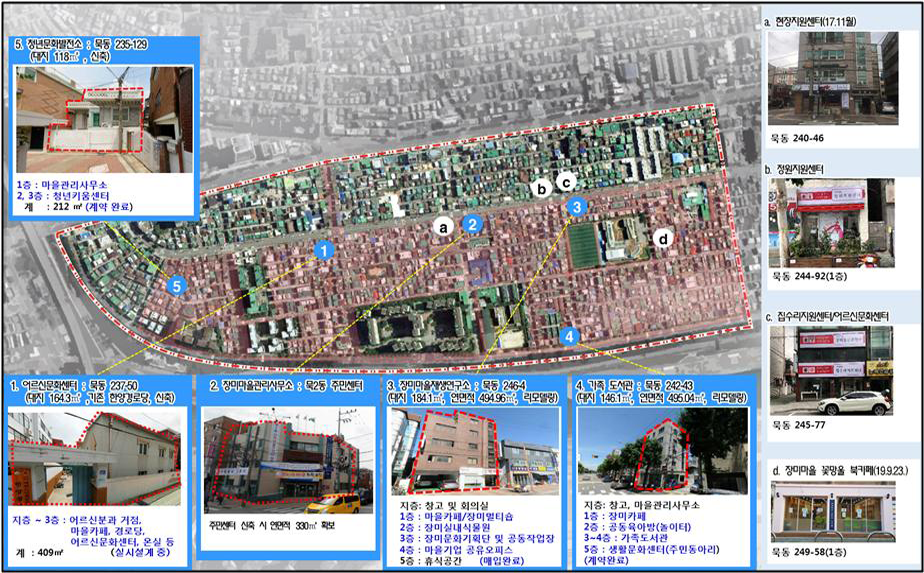 5. 청년문화발전소 : 묵동 235-129
(대지 118㎡, 신축)
1층 : 마을관리사무소
2, 3층 : 청년키움센터
계 : 212 ㎡ (계약 완료)
a. 현장지원센터(17.11월)
묵동 240-46
b. 정원지원센터
묵동 244-92(1층)
c. 집수리지원센터/어르신문화센터
묵동 245-77
d. 장미마을 꽃망울 북카페(19.9.23.)
묵동 249-58(1층)
b
c
a
d
1
2
3
4
5
1. 어르신문화센터 : 묵동 237-50
(대지 164.3㎡, 기존 한양경로당, 신축)
지층 ~ 3층 : 어르신분과 거점,
마을카페, 경로당,
어르신문화센터, 온실 등
계 : 409㎡ (실시설계 중)
2. 장미마을관리사무소 : 묵2동 주민센터
주민센터 신축 시 연면적 330㎡ 확보
3. 장미마을재생연구소 : 묵동 246-4
(대지 184.1㎡, 연면적 494.96㎡, 리모델링)
지층: 창고 및 회의실
1층 : 마을카페/장미멀티숍
2층 : 장미실내식물원
3층 : 장미문화기획단 및 공동작업장
4층 : 마을기업 공유오피스
5층 : 휴식공간 (매입완료)
4. 가족 도서관 : 묵동 242-43
(대지 146.1㎡, 연면적 495.04㎡, 리모델링)
지층: 창고, 마을관리사무소
1층 : 장미카페
2층 : 공동육아방(놀이터)
3~4층 : 가족도서관
5층 : 생활문화센터(주민동아리)
(계약완료)